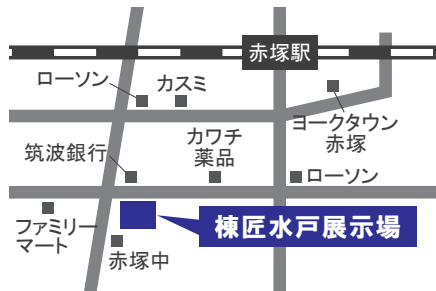 赤塚駅
ローソン
カスミ
ヨークタウン
赤塚
カワチ
薬品
筑波銀行
ローソン
ファミリー
マート
棟匠水戸展示場
赤塚中